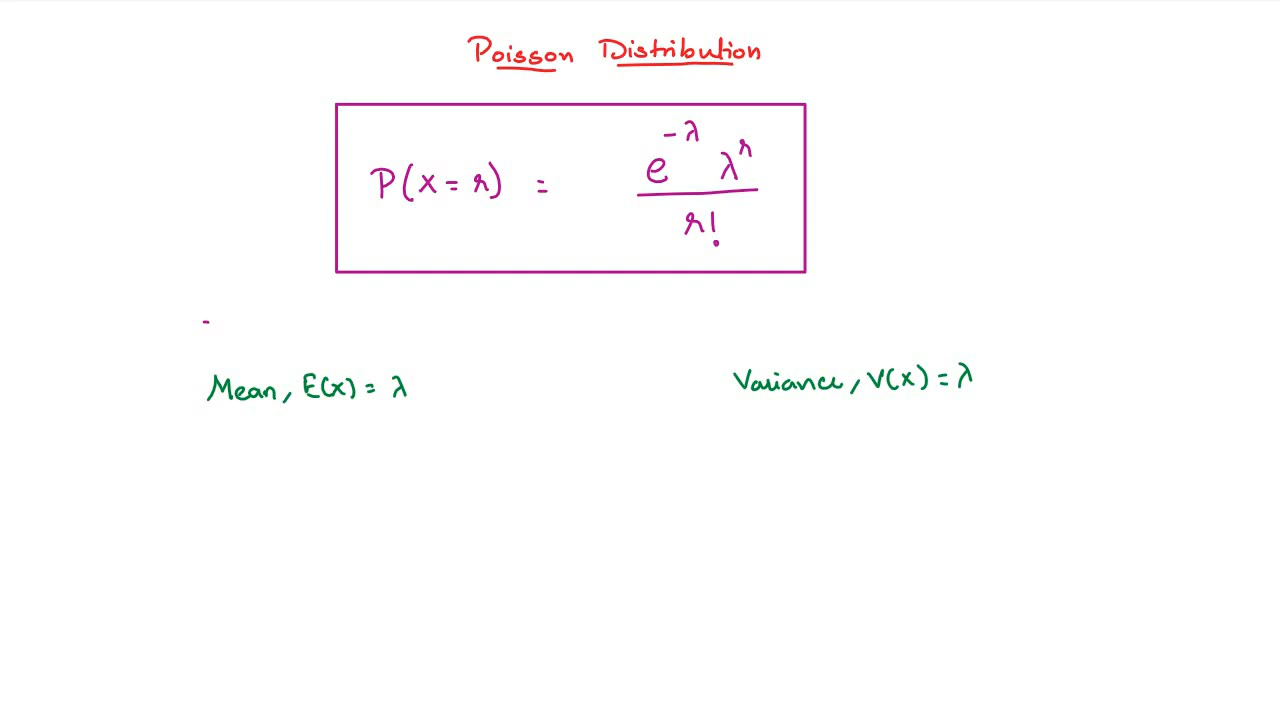 Poisson Distribution
P(x = r) = e^{-λ} λ^r / r!
Mean, E(x) = λ
Variance, V(x) = λ